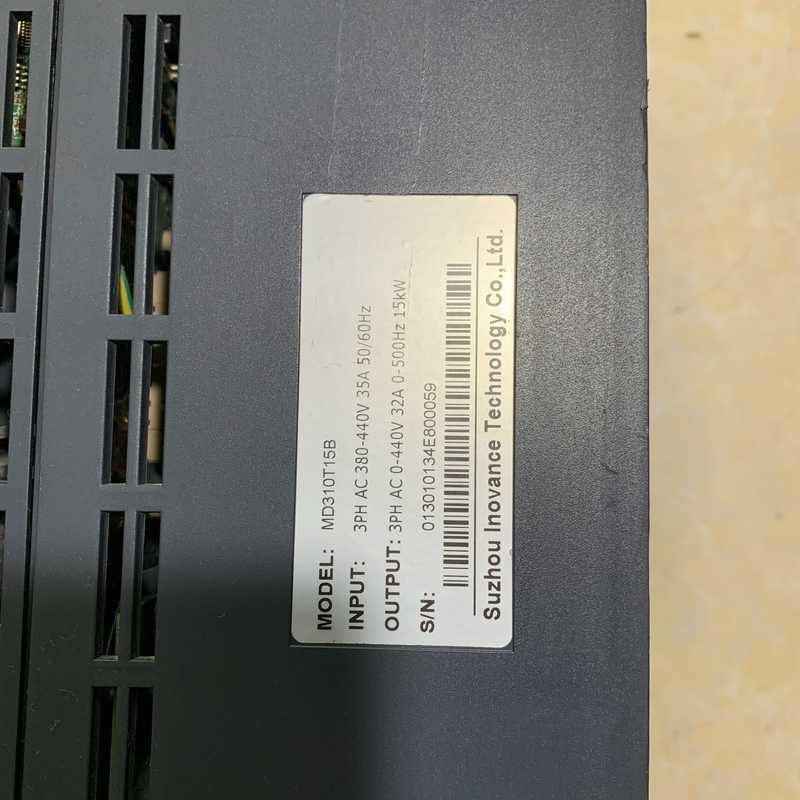 MODEL: MD310T15B
INPUT: 3PH AC 380-440V 35A 50/60Hz
OUTPUT: 3PH AC 0-440V 32A 0-500Hz 15kW
S/N: 013010134E800059
Suzhou Inovance Technology Co.,Ltd.